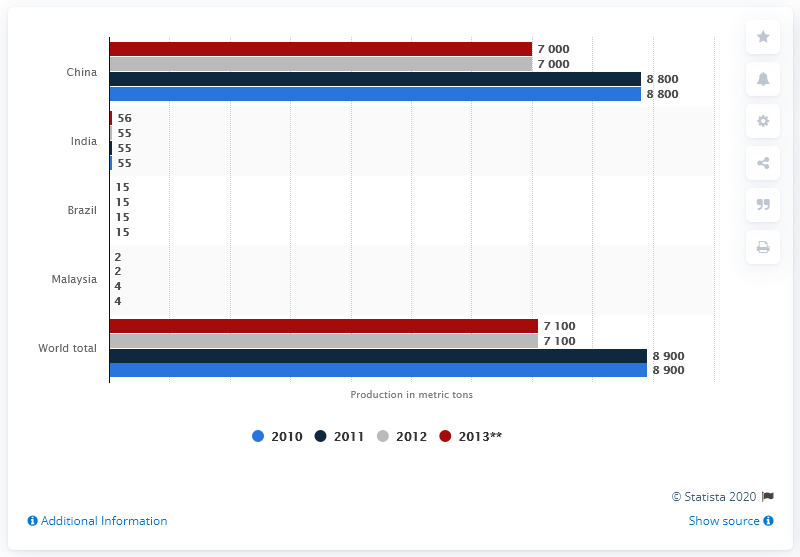 China
7 000
7 000
8 800
8 800
India
56
55
55
55
Brazil
15
15
15
15
Malaysia
2
2
4
4
World total
7 100
7 100
8 900
8 900
Production in metric tons
2010 2011 2012 2013**
© Statista 2020
Additional Information Show source